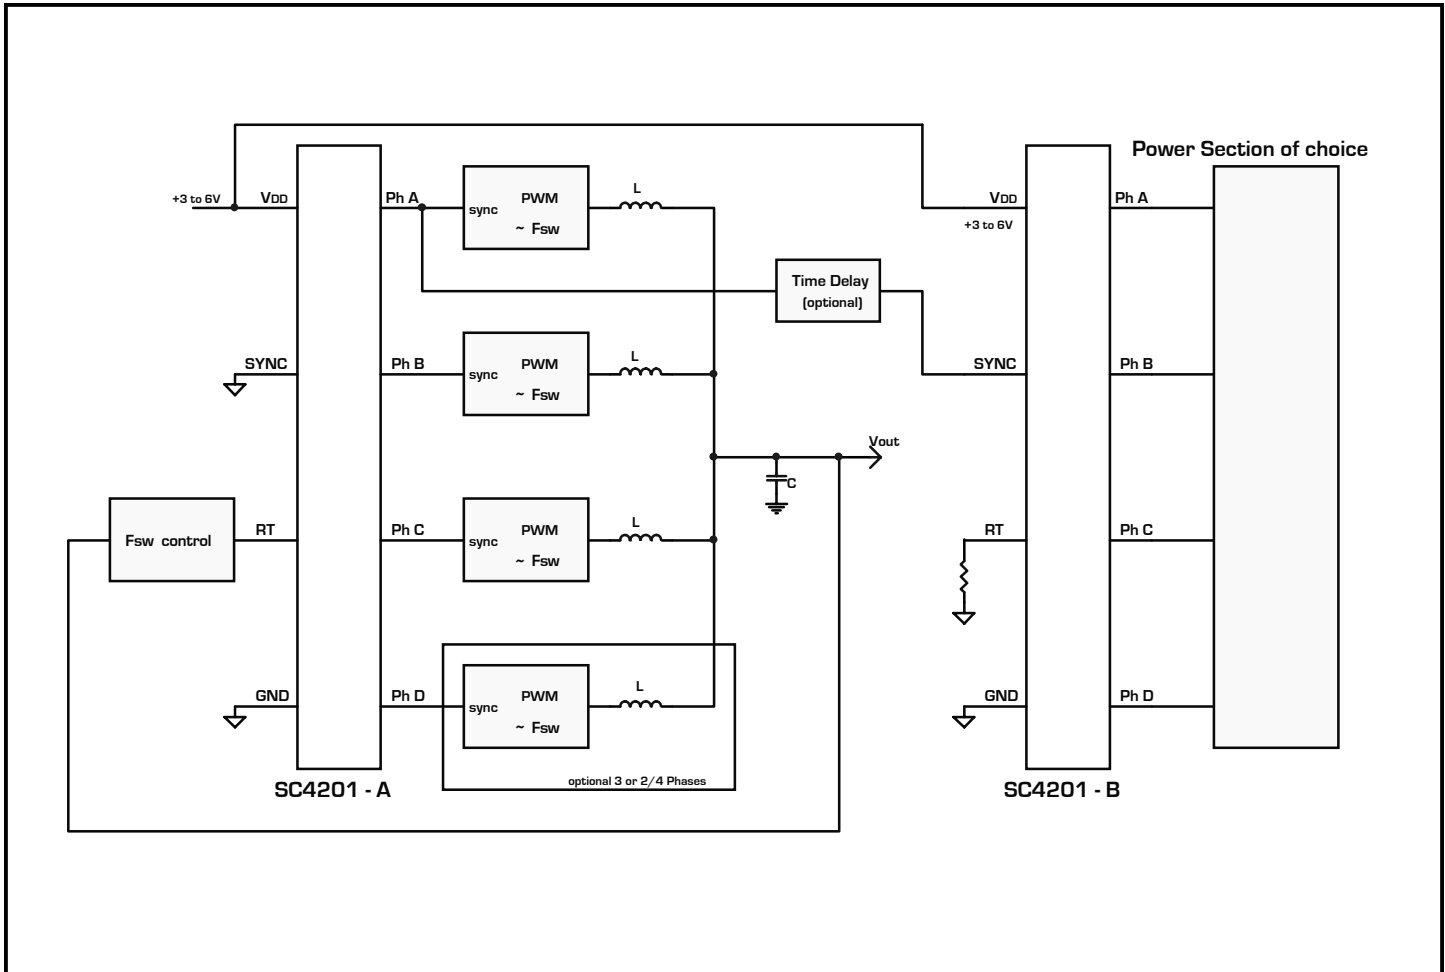 Power Section of choice
+3 to 6V
VDD
Ph A
sync
PWM
~ Fsw
L
VDD
+3 to 6V
Ph A
Time Delay
(optional)
SYNC
Ph B
sync
PWM
~ Fsw
L
SYNC
Ph B
Vout
C
Fsw control
RT
Ph C
sync
PWM
~ Fsw
L
RT
Ph C
GND
Ph D
sync
PWM
~ Fsw
L
GND
Ph D
optional 3 or 2/4 Phases
SC4201 - A
SC4201 - B